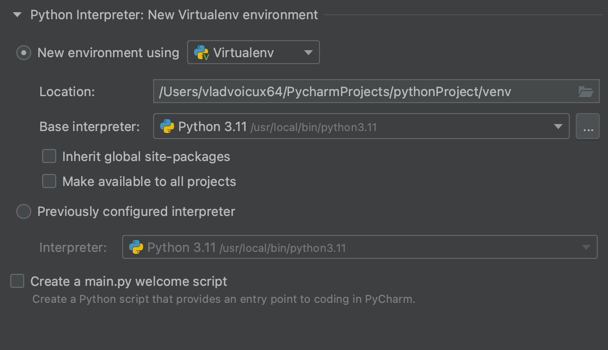 Python Interpreter: New Virtualenv environment
New environment using Virtualenv
Location: /Users/vladvoicux64/PycharmProjects/pythonProject/venv
Base interpreter: Python 3.11 /usr/local/bin/python3.11 ...
Inherit global site-packages
Make available to all projects
Previously configured interpreter
Interpreter: Python 3.11 /usr/local/bin/python3.11
Create a main.py welcome script
Create a Python script that provides an entry point to coding in PyCharm.